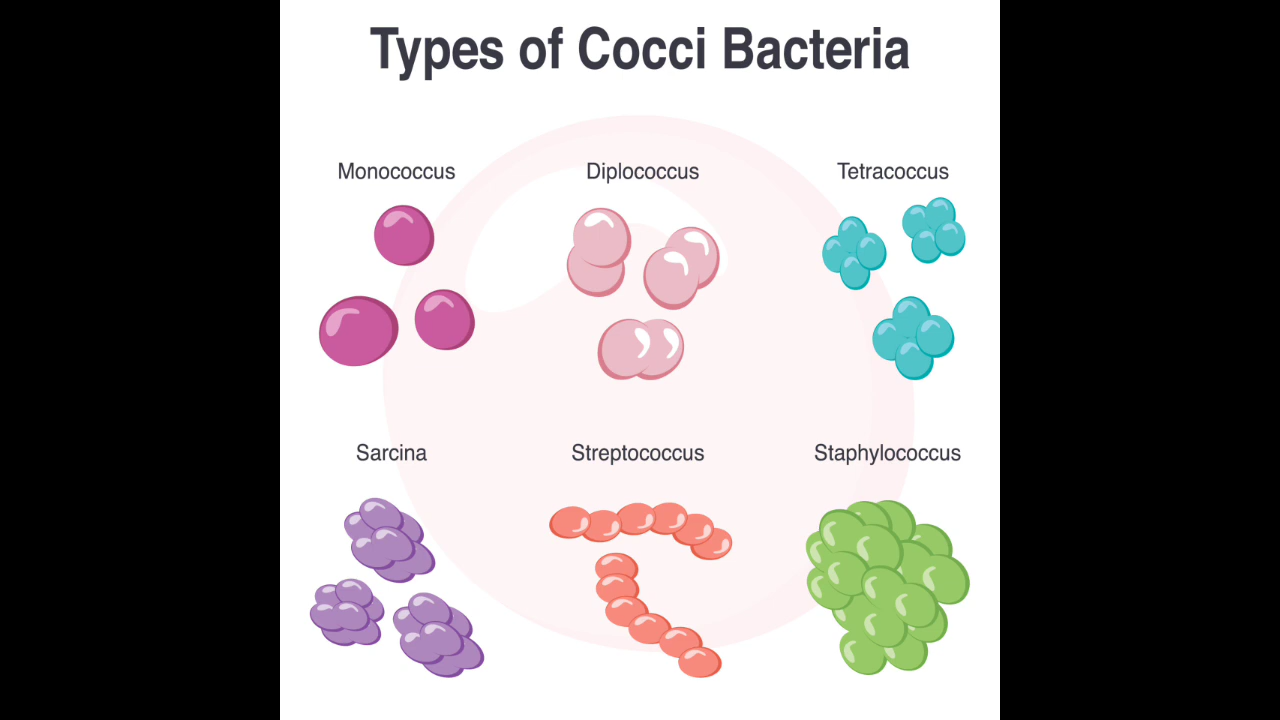 Types of Cocci Bacteria
Monococcus
Diplococcus
Tetracoccus
Sarcina
Streptococcus
Staphylococcus